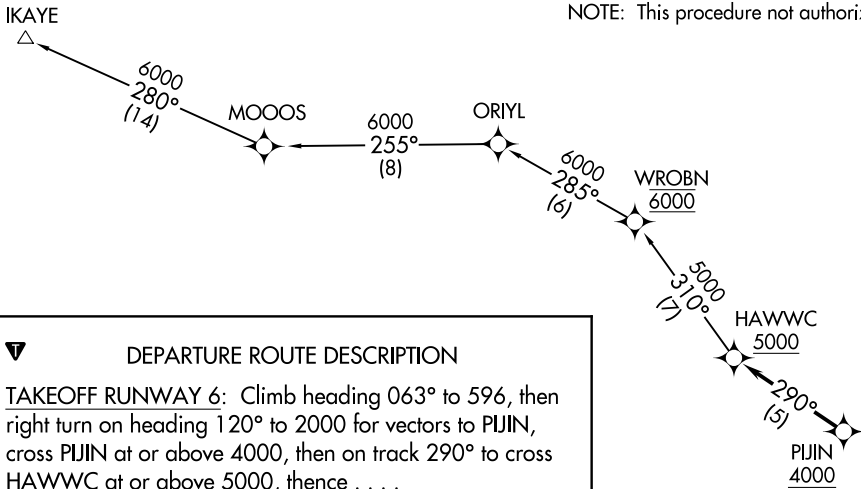 IKAYE
NOTE: This procedure not
6000
280°
(14)
MOOOS
6000
255°
(8)
ORIYL
6000
285°
(6)
WROBN
6000
5000
310°
(7)
HAWWC
5000
290°
(5)
PIJIN
4000
T
DEPARTURE ROUTE DESCRIPTION
TAKEOFF RUNWAY 6: Climb heading 063° to 596, then
right turn on heading 120° to 2000 for vectors to PIJIN,
cross PIJIN at or above 4000, then on track 290° to cross
HAWWC at or above 5000, thence . . . .